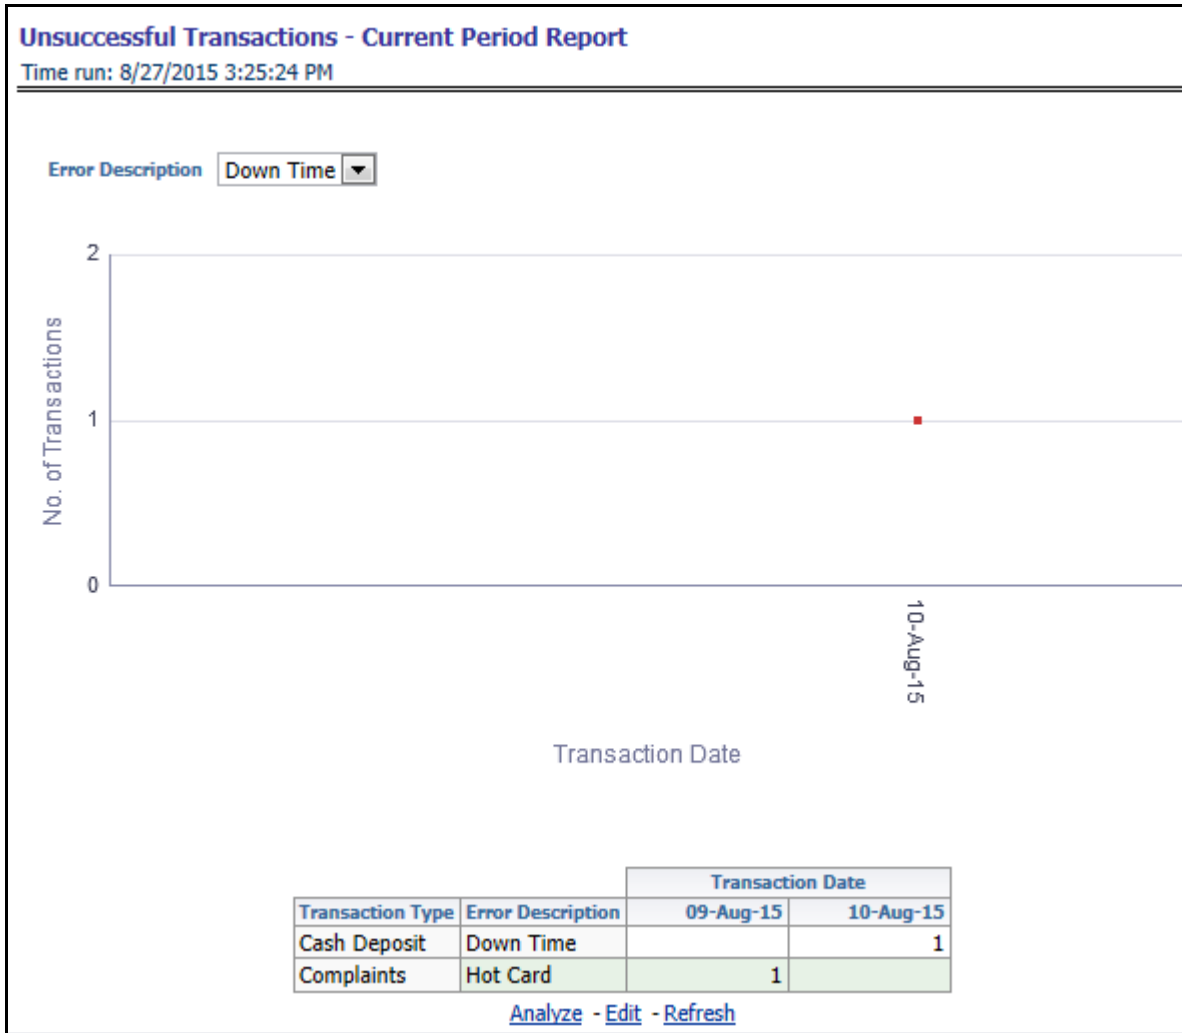 Unsuccessful Transactions - Current Period Report
Time run: 8/27/2015 3:25:24 PM
Error Description Down Time
2
No. of Transactions
1
0
10-Aug-15
Transaction Date
Transaction Date
Transaction Type Error Description 09-Aug-15 10-Aug-15
Cash Deposit Down Time 1
Complaints Hot Card 1
Analyze - Edit - Refresh